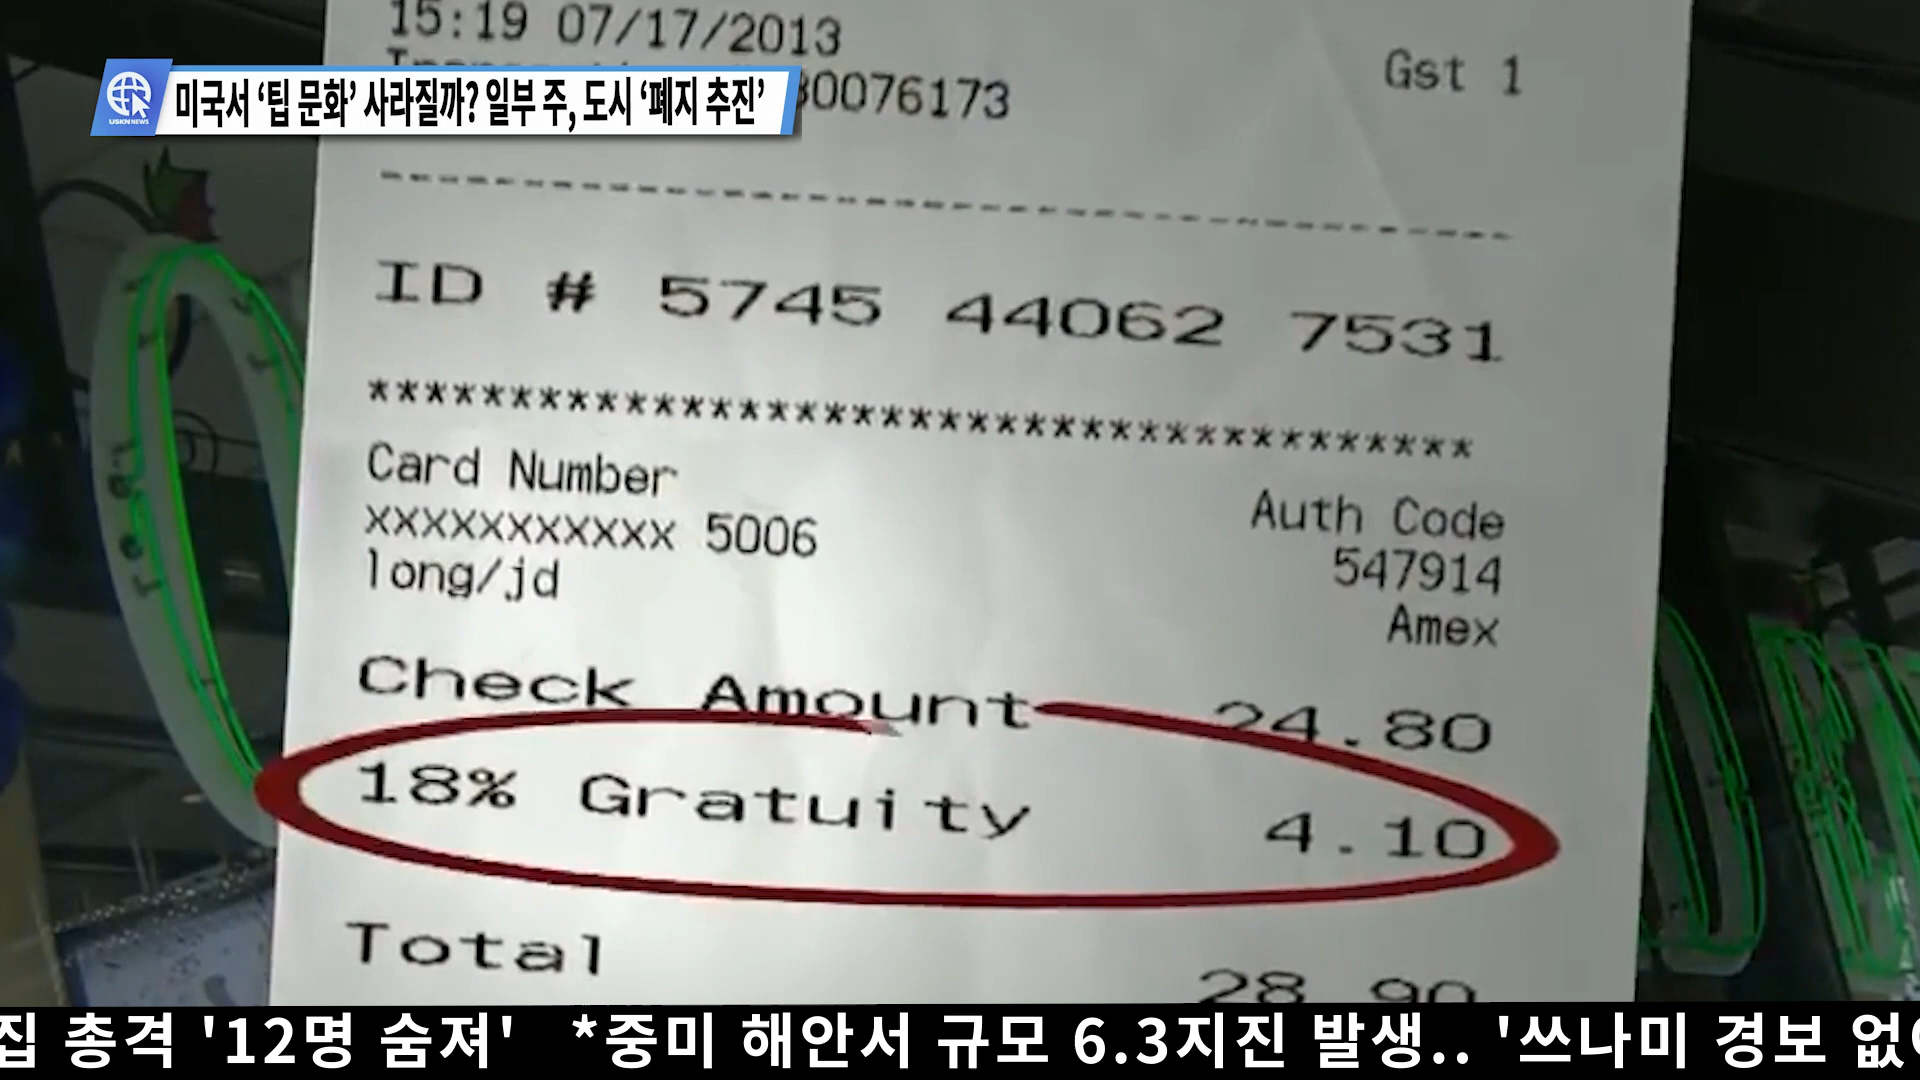 15:19 07/17/2013
Gst 1
80076173
USKN NEWS
미국서 ‘팁 문화’ 사라질까? 일부 주, 도시 ‘폐지 추진’
ID # 5745 44062 7531
*****************************************
Card Number
Auth Code
xxxxxxxxxxx 5006
547914
long/jd
Amex
Check Amount 24.80
18% Gratuity 4.10
Total 28.90
집 총격 '12명 숨져' *중미 해안서 규모 6.3지진 발생.. '쓰나미 경보